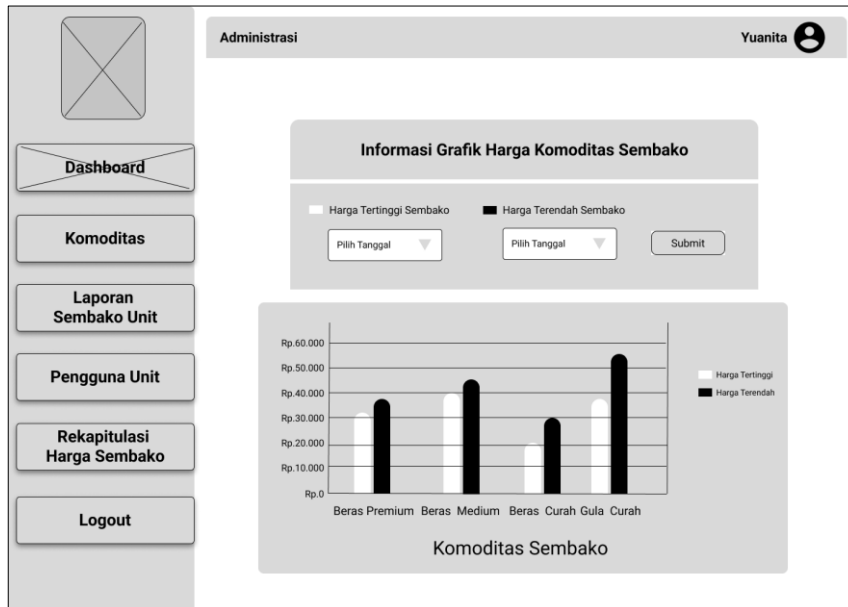 Administrasi
Yuanita
Dashboard
Komoditas
Laporan
Sembako Unit
Pengguna Unit
Rekapitulasi
Harga Sembako
Logout
Informasi Grafik Harga Komoditas Sembako
Harga Tertinggi Sembako
Harga Terendah Sembako
Pilih Tanggal
Pilih Tanggal
Submit
Rp.60.000
Rp.50.000
Rp.40.000
Rp.30.000
Rp.20.000
Rp.10.000
Rp.0
Beras Premium Beras Medium Beras Curah Gula Curah
Komoditas Sembako
Harga Tertinggi
Harga Terendah